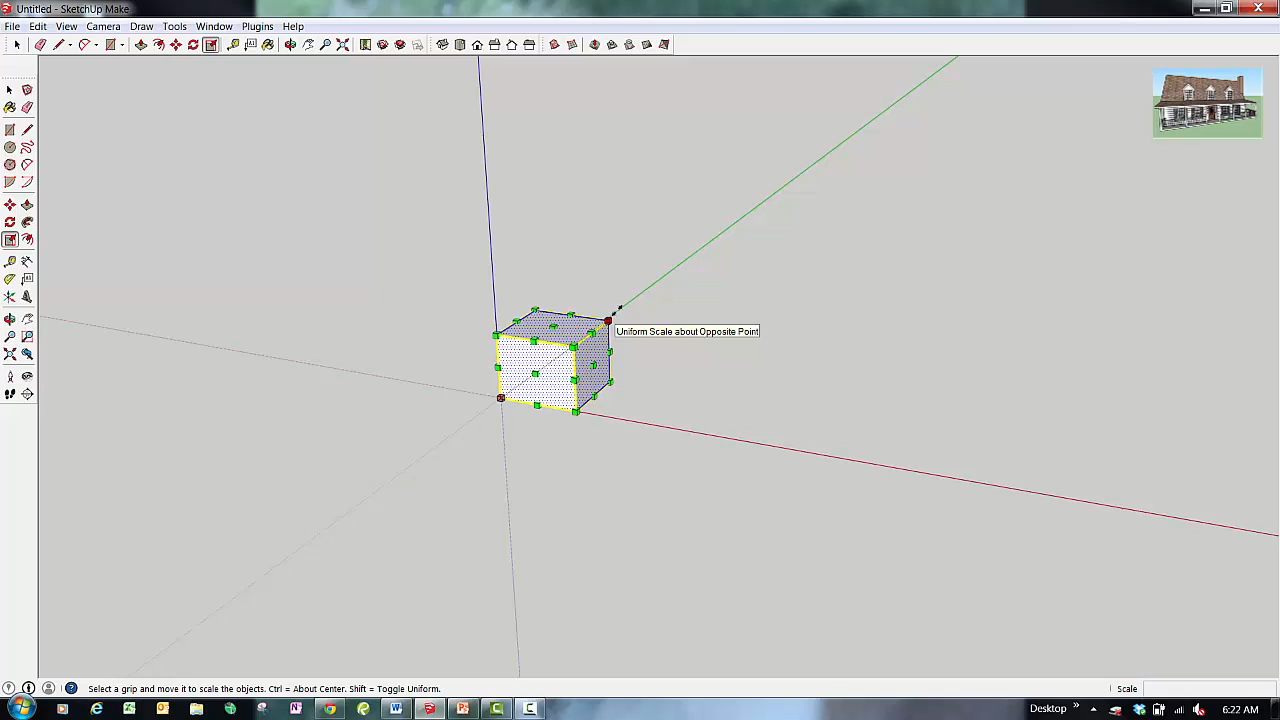 Untitled - SketchUp Make
File Edit View Camera Draw Tools Window Plugins Help
Uniform Scale about Opposite Point
Select a grip and move it to scale the objects. Ctrl = About Center. Shift = Toggle Uniform.
Scale
Desktop
6:22 AM